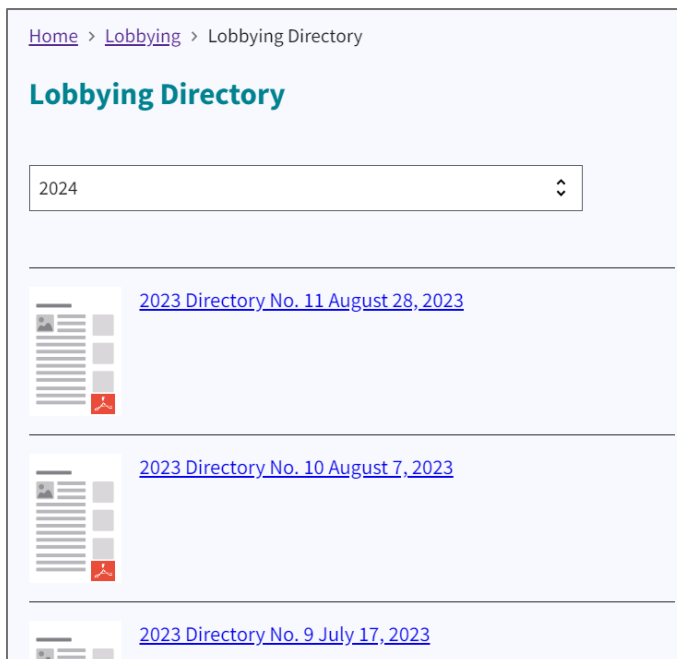 Home > Lobbying > Lobbying Directory
Lobbying Directory
2024
2023 Directory No. 11 August 28, 2023
2023 Directory No. 10 August 7, 2023
2023 Directory No. 9 July 17, 2023